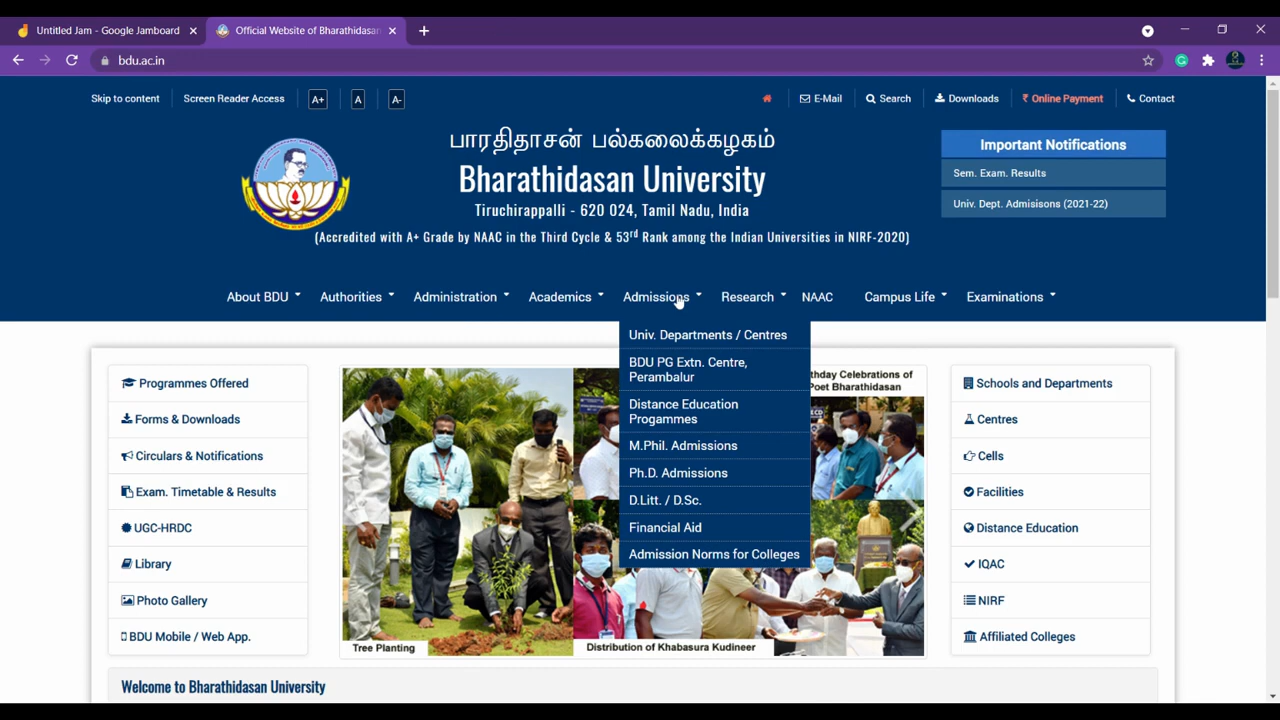 Untitled Jam - Google Jamboard
Official Website of Bharathidasan
bdu.ac.in
Skip to content
Screen Reader Access
A+
A
A-
E-Mail
Search
Downloads
₹ Online Payment
Contact
பாரதிதாசன் பல்கலைக்கழகம்
Bharathidasan University
Tiruchirappalli - 620 024, Tamil Nadu, India
(Accredited with A+ Grade by NAAC in the Third Cycle & 53rd Rank among the Indian Universities in NIRF-2020)
Important Notifications
Sem. Exam. Results
Univ. Dept. Admisisons (2021-22)
About BDU
Authorities
Administration
Academics
Admissions
Research
NAAC
Campus Life
Examinations
Univ. Departments / Centres
BDU PG Extn. Centre,
Perambalur
Distance Education
Progammes
M.Phil. Admissions
Ph.D. Admissions
D.Litt. / D.Sc.
Financial Aid
Admission Norms for Colleges
Programmes Offered
Forms & Downloads
Circulars & Notifications
Exam. Timetable & Results
UGC-HRDC
Library
Photo Gallery
BDU Mobile / Web App.
Celebrations of
Poet Bharathidasan
Tree Planting
Distribution of Khabasura Kudineer
Schools and Departments
Centres
Cells
Facilities
Distance Education
IQAC
NIRF
Affiliated Colleges
Welcome to Bharathidasan University